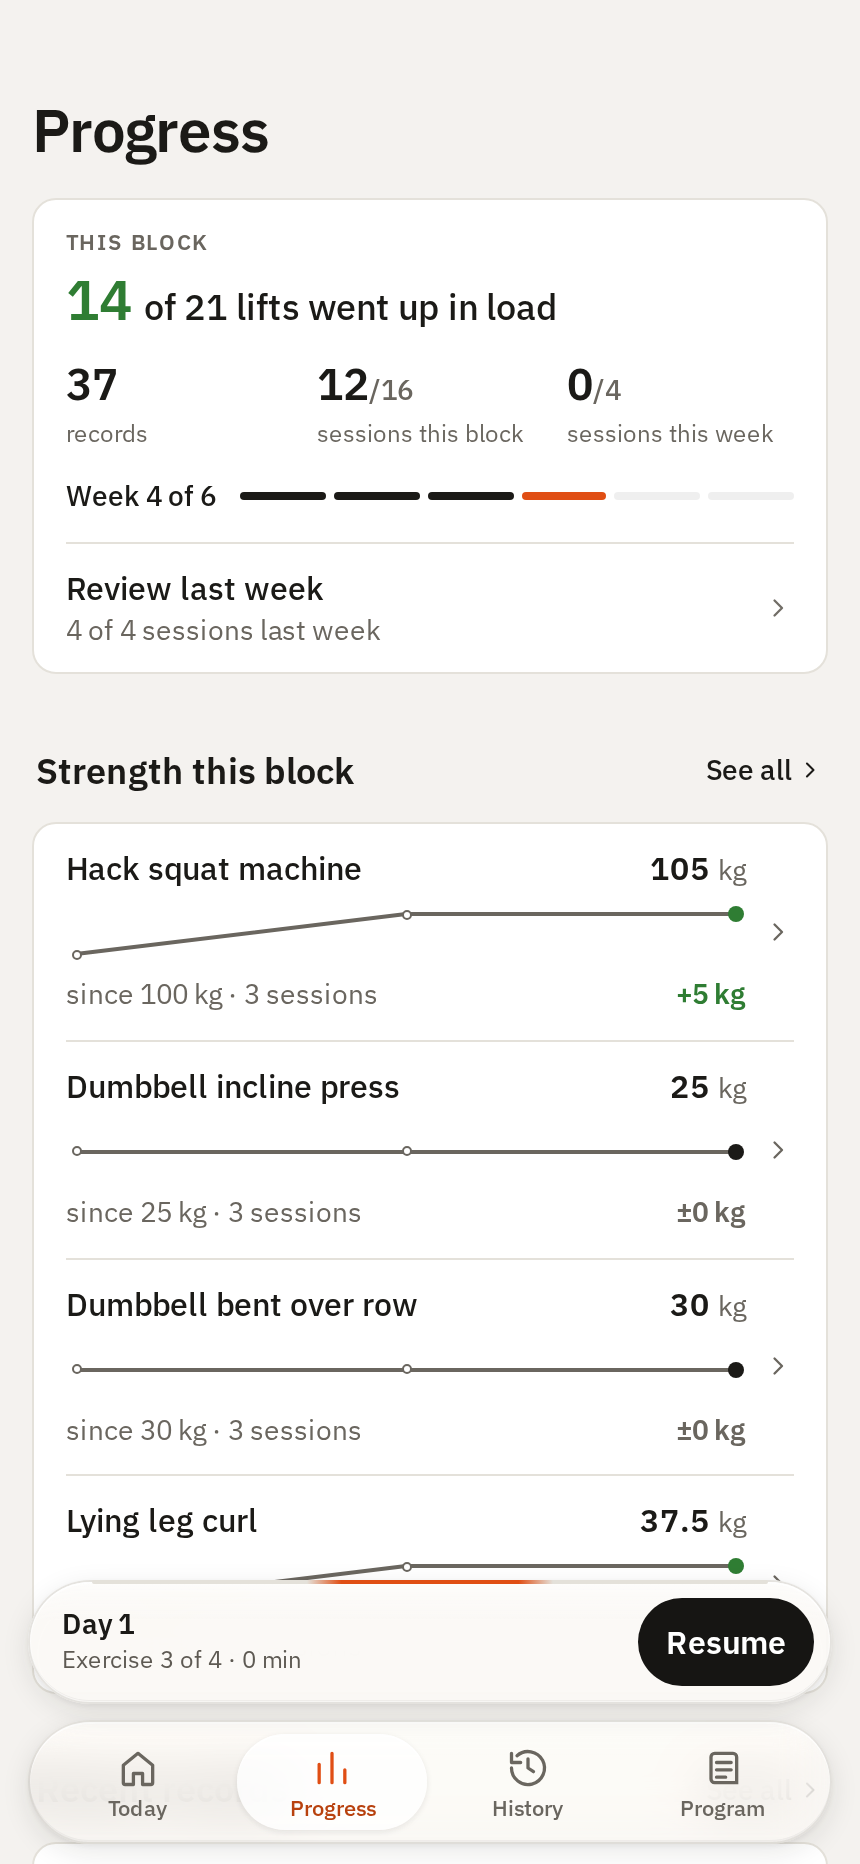 Progress
THIS BLOCK
14 of 21 lifts went up in load
37 12/16 0/4
records sessions this block sessions this week
Week 4 of 6
Review last week
4 of 4 sessions last week
Strength this block See all
Hack squat machine 105 kg
since 100 kg · 3 sessions +5 kg
Dumbbell incline press 25 kg
since 25 kg · 3 sessions ±0 kg
Dumbbell bent over row 30 kg
since 30 kg · 3 sessions ±0 kg
Lying leg curl 37.5 kg
Day 1
Exercise 3 of 4 · 0 min
Resume
Recent records See all
Today Progress History Program